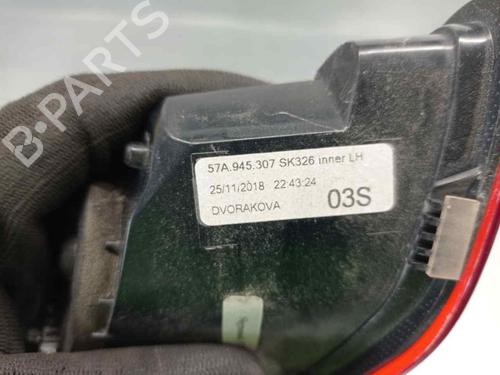 57A.945.307 SK326 inner LH
25/11/2018 22:43:24
DVORAKOVA
03S
B-PARTS